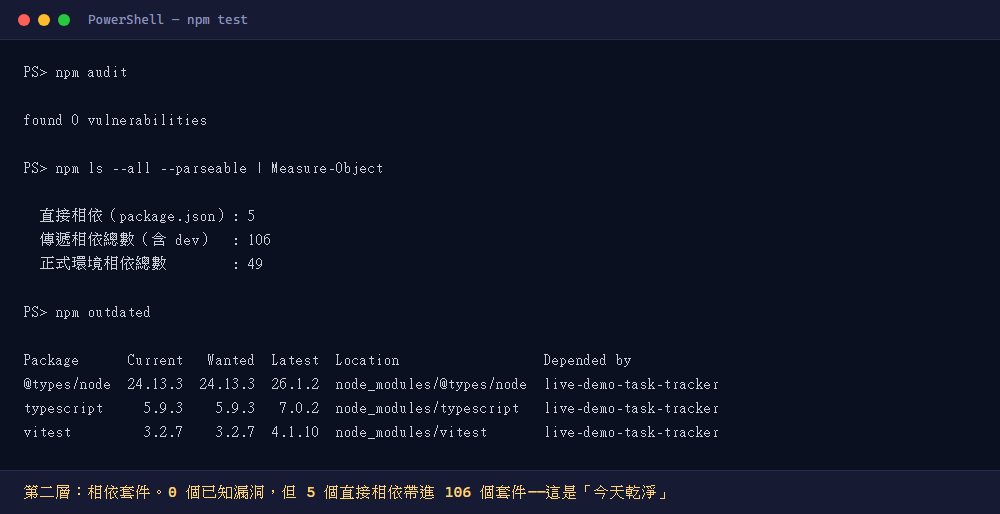 PowerShell — npm test
PS> npm audit
found 0 vulnerabilities
PS> npm ls --all --parseable | Measure-Object
直接相依（package.json）: 5
傳遞相依總數（含 dev） : 106
正式環境相依總數 : 49
PS> npm outdated
Package Current Wanted Latest Location Depended by
@types/node 24.13.3 24.13.3 26.1.2 node_modules/@types/node live-demo-task-tracker
typescript 5.9.3 5.9.3 7.0.2 node_modules/typescript live-demo-task-tracker
vitest 3.2.7 3.2.7 4.1.10 node_modules/vitest live-demo-task-tracker
第二層：相依套件。0 個已知漏洞，但 5 個直接相依帶進 106 個套件——這是「今天乾淨」